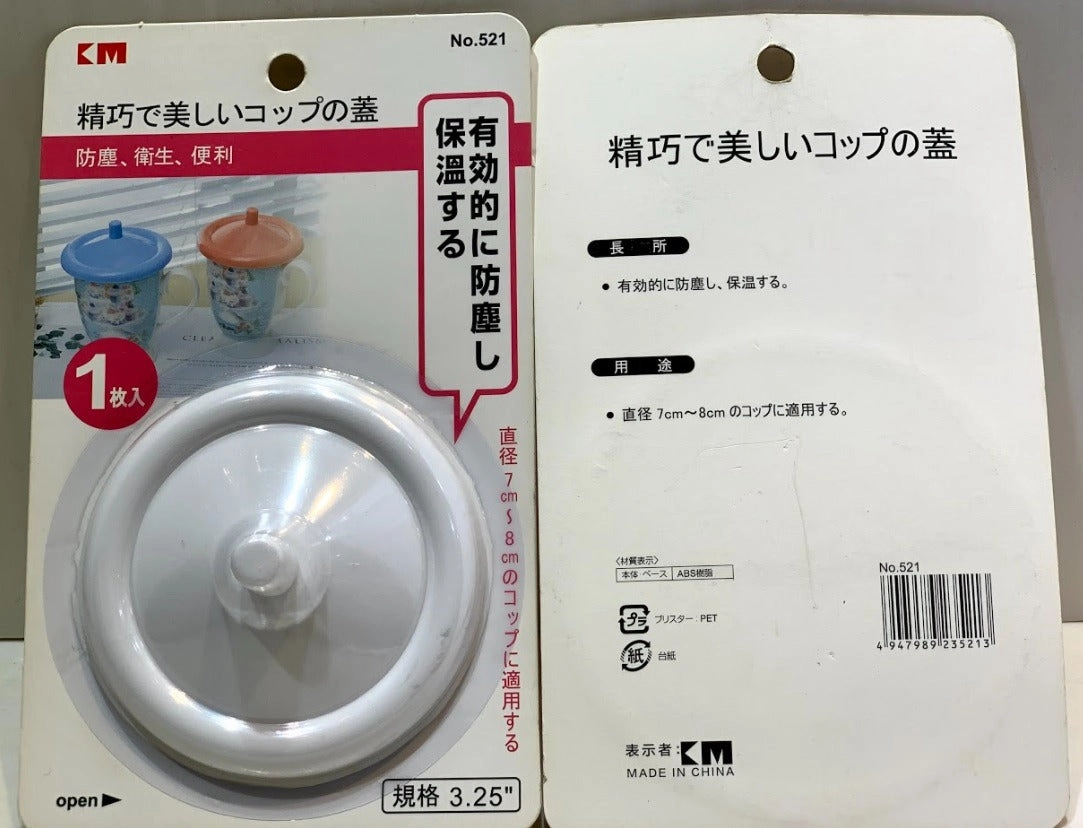 KM
No.521
精巧で美しいコップの蓋
防塵、衛生、便利
有効的に防塵し
保溫する
1枚入
直径7cm~8cmのコップに適用する
open
規格 3.25"
精巧で美しいコップの蓋
長 所
• 有効的に防塵し、保温する。
用 途
• 直径 7cm～8cm のコップに適用する。
〈材質表示〉
本体·ベース ABS樹脂
プラ ブリスター: PET
紙 台紙
No.521
4 947989 235213
表示者:KM
MADE IN CHINA